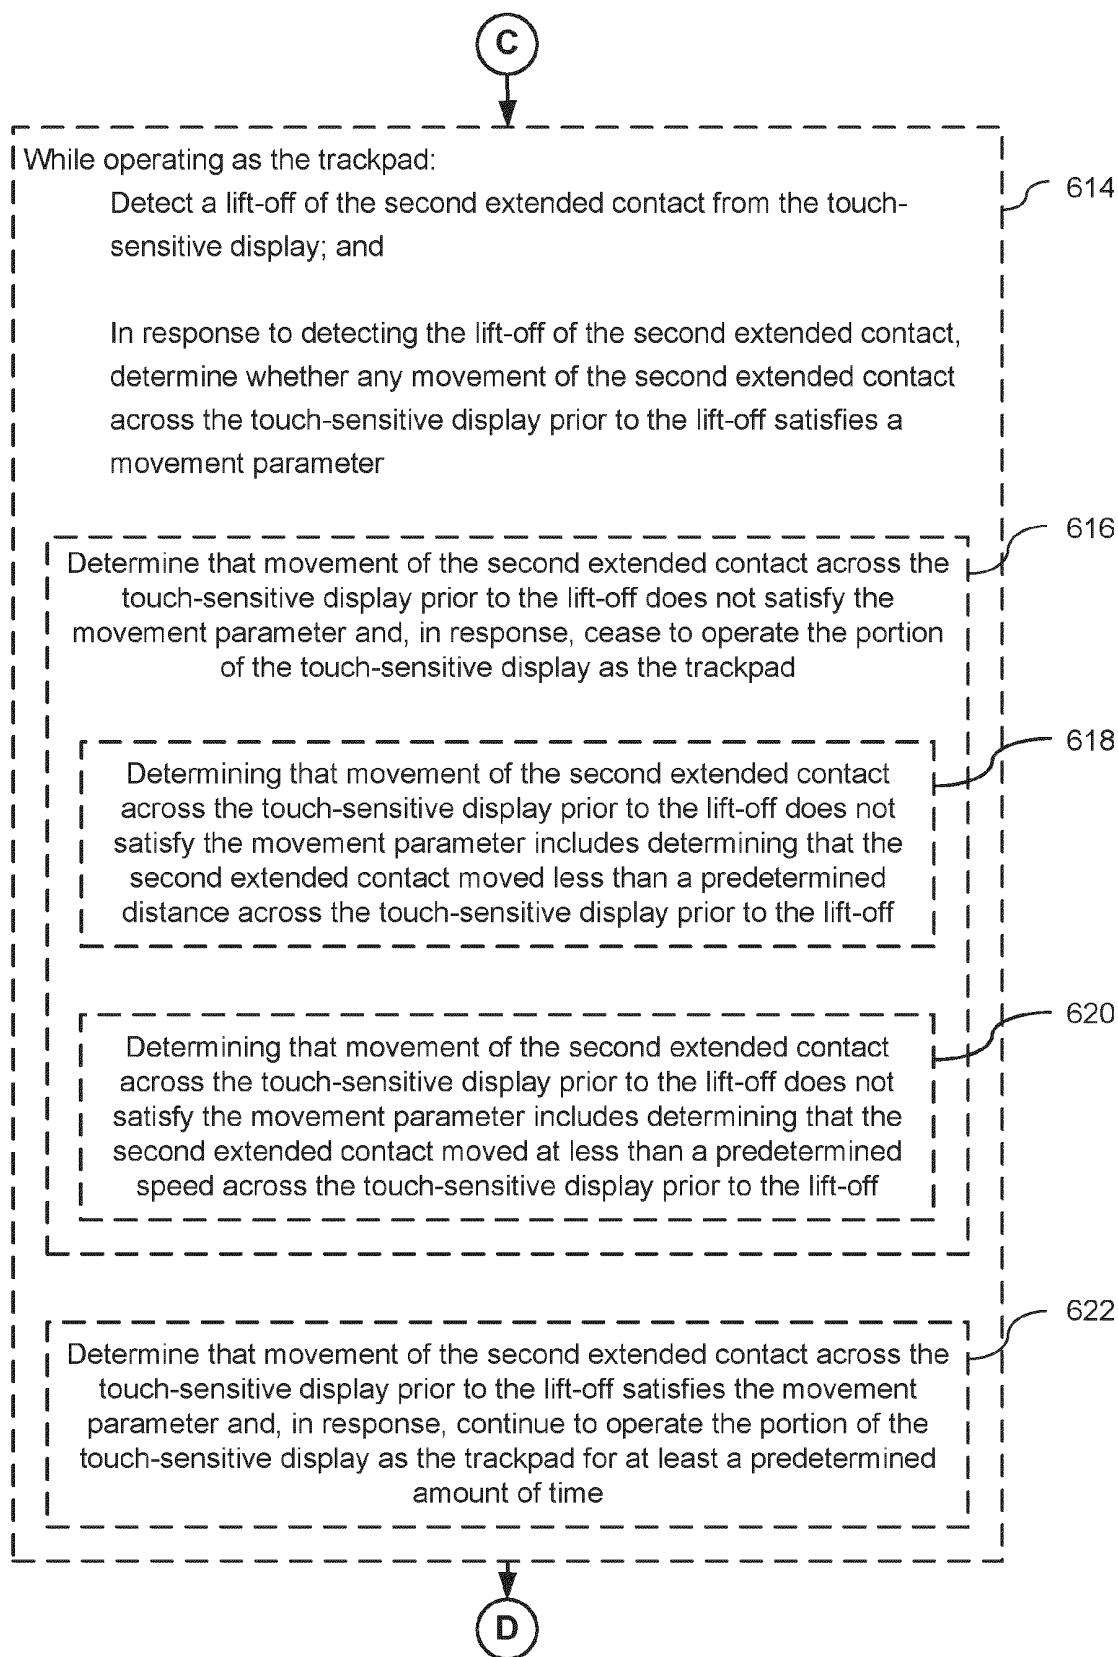 C
While operating as the trackpad:
614
Detect a lift-off of the second extended contact from the touch-
sensitive display; and
In response to detecting the lift-off of the second extended contact,
determine whether any movement of the second extended contact
across the touch-sensitive display prior to the lift-off satisfies a
movement parameter
616
Determine that movement of the second extended contact across the
touch-sensitive display prior to the lift-off does not satisfy the
movement parameter and, in response, cease to operate the portion
of the touch-sensitive display as the trackpad
618
Determining that movement of the second extended contact
across the touch-sensitive display prior to the lift-off does not
satisfy the movement parameter includes determining that the
second extended contact moved less than a predetermined
distance across the touch-sensitive display prior to the lift-off
620
Determining that movement of the second extended contact
across the touch-sensitive display prior to the lift-off does not
satisfy the movement parameter includes determining that the
second extended contact moved at less than a predetermined
speed across the touch-sensitive display prior to the lift-off
622
Determine that movement of the second extended contact across the
touch-sensitive display prior to the lift-off satisfies the movement
parameter and, in response, continue to operate the portion of the
touch-sensitive display as the trackpad for at least a predetermined
amount of time
D